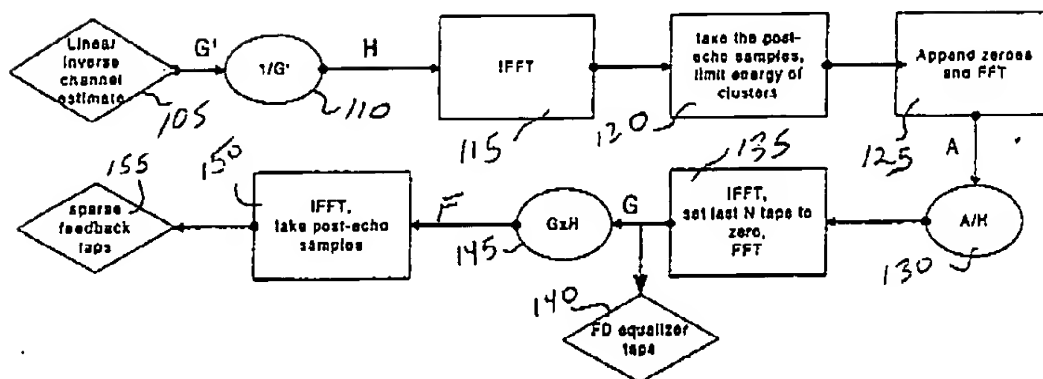 Linear
inverse
channel
estimate
105
G'
1/G'
110
H
IFFT
115
take the post-
echo samples,
limit energy of
clusters
120
Append zeroes
and FFT
125
A
A/H
130
135
IFFT,
set last N taps to
zero,
FFT
G
140
FD equalizer
taps
GxH
145
F
150
IFFT,
take post-echo
samples
155
sparse
feedback
taps